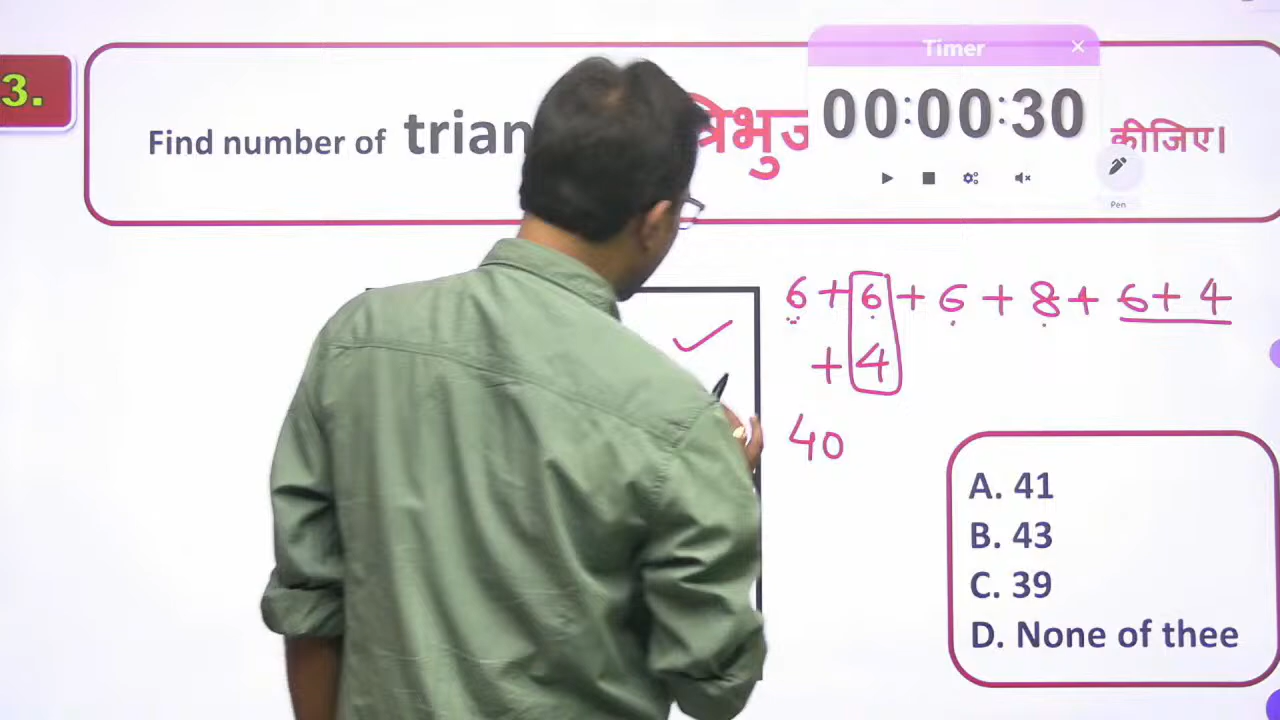 Timer
00:00:30
Pen
3.
Find number of
कीजिए।
6 + 6 + 6 + 8 + 6 + 4
+ 4
40
A. 41
B. 43
C. 39
D. None of thee